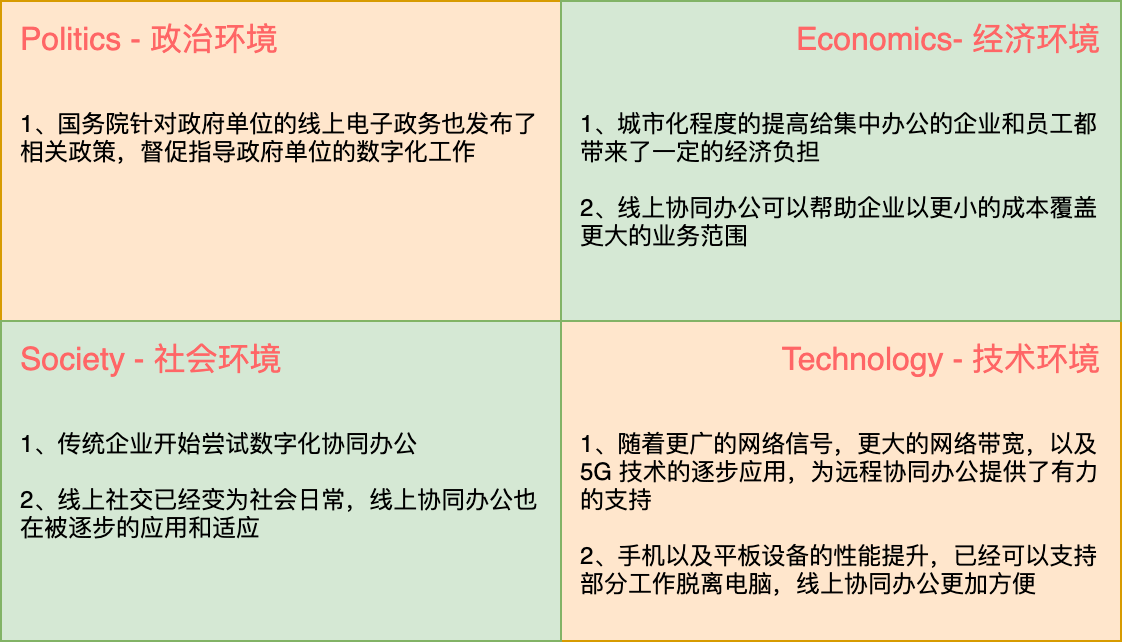 Politics - 政治环境
1、国务院针对政府单位的线上电子政务也发布了
相关政策，督促指导政府单位的数字化工作
Economics- 经济环境
1、城市化程度的提高给集中办公的企业和员工都
带来了一定的经济负担
2、线上协同办公可以帮助企业以更小的成本覆盖
更大的业务范围
Society - 社会环境
1、传统企业开始尝试数字化协同办公
2、线上社交已经变为社会日常，线上协同办公也
在被逐步的应用和适应
Technology - 技术环境
1、随着更广的网络信号，更大的网络带宽，以及
5G 技术的逐步应用，为远程协同办公提供了有力
的支持
2、手机以及平板设备的性能提升，已经可以支持
部分工作脱离电脑，线上协同办公更加方便